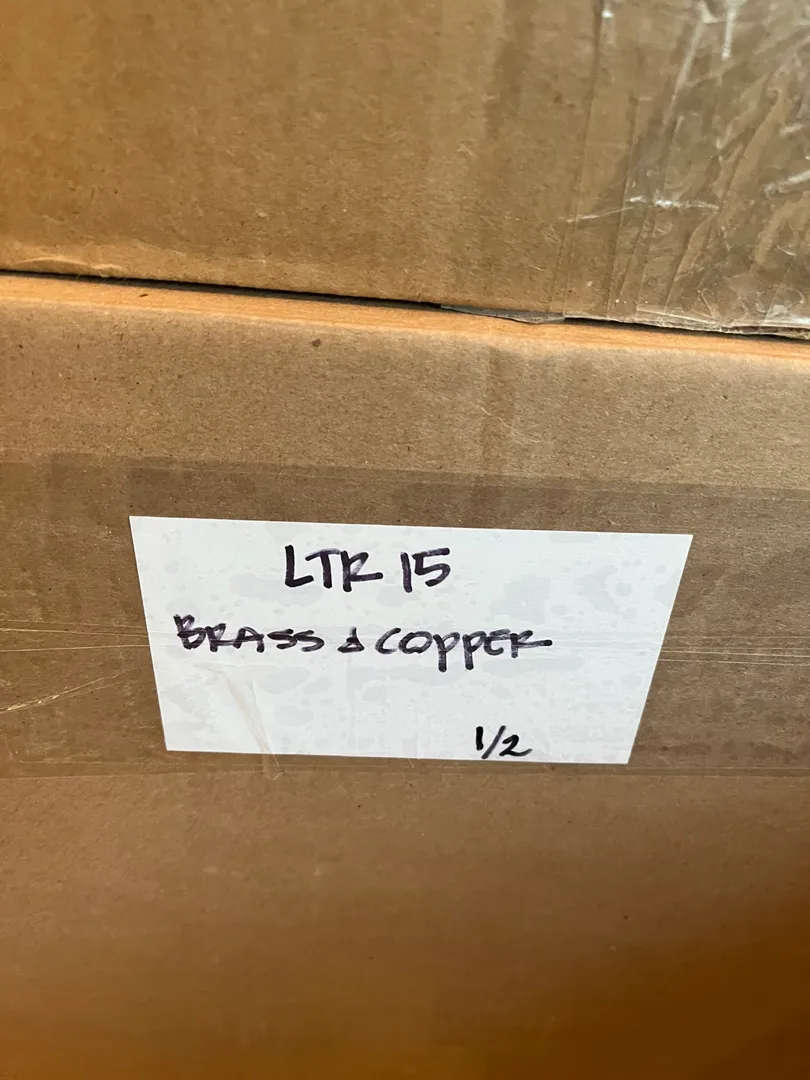 LTR 15
BRASS & COPPER
1/2